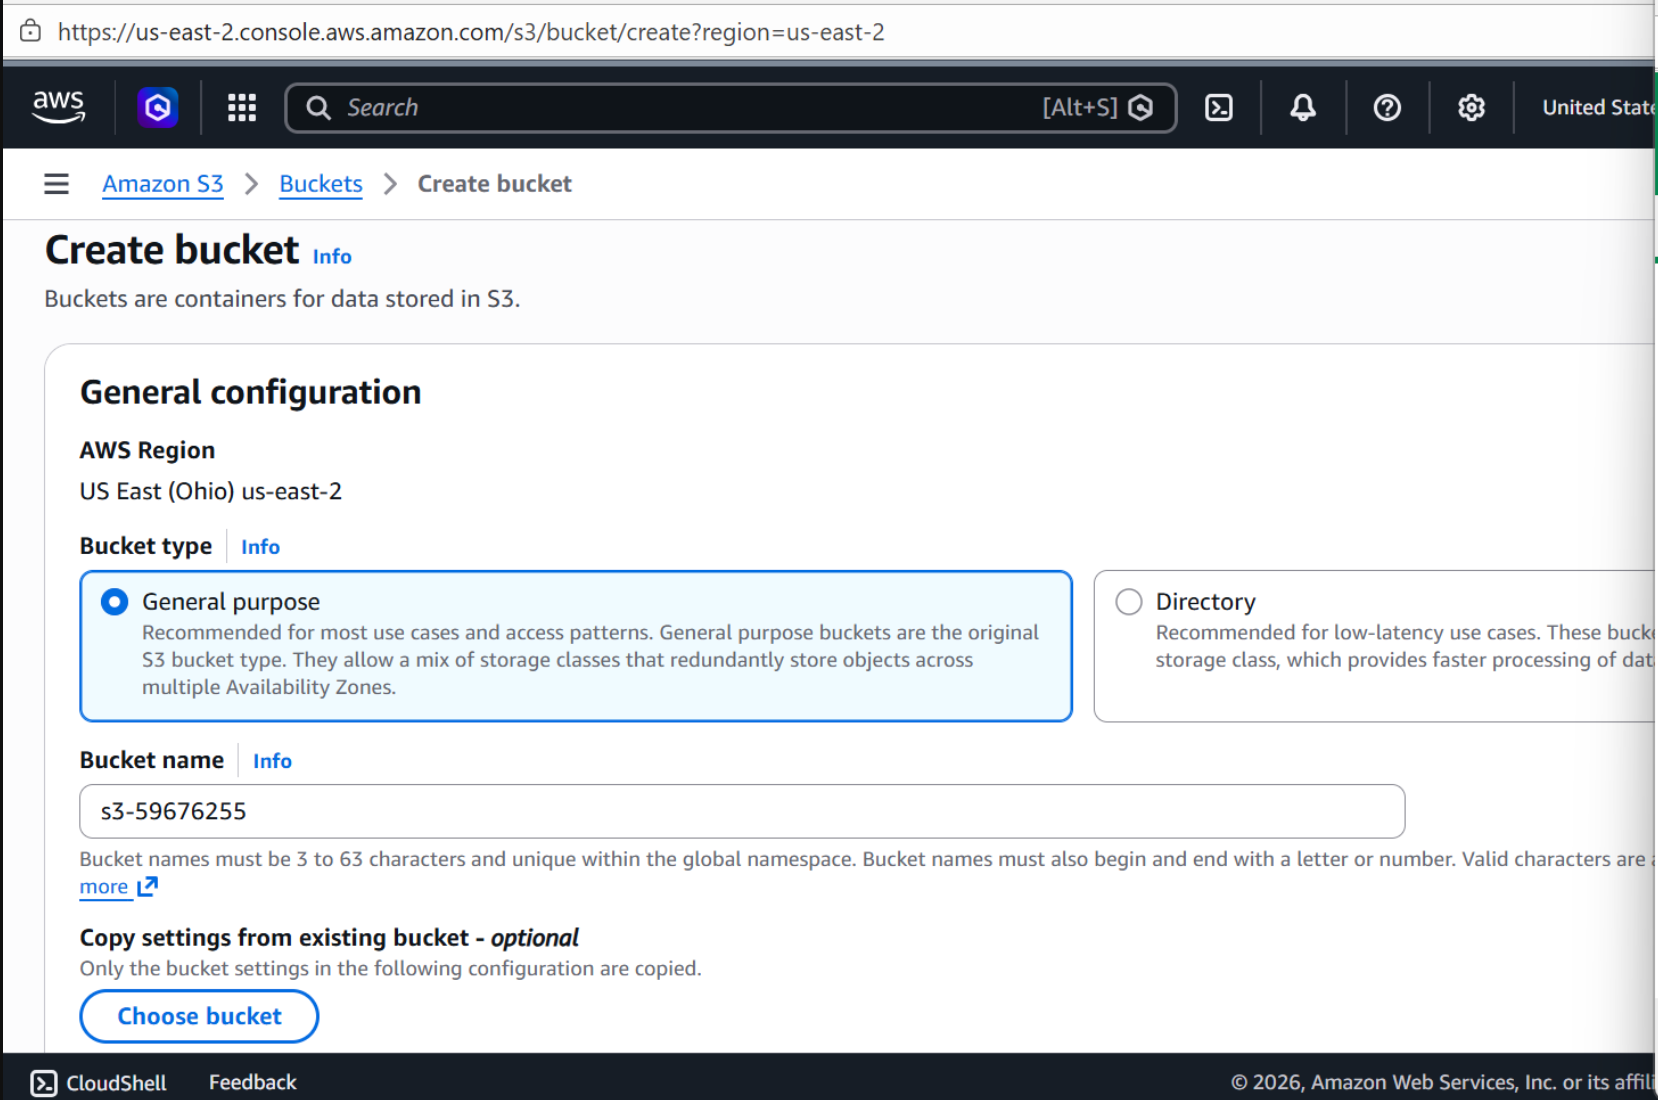 https://us-east-2.console.aws.amazon.com/s3/bucket/create?region=us-east-2
aws
Search
[Alt+S]
United State
Amazon S3 > Buckets > Create bucket
Create bucket Info
Buckets are containers for data stored in S3.
General configuration
AWS Region
US East (Ohio) us-east-2
Bucket type Info
General purpose
Recommended for most use cases and access patterns. General purpose buckets are the original
S3 bucket type. They allow a mix of storage classes that redundantly store objects across
multiple Availability Zones.
Directory
Recommended for low-latency use cases. These bucke
storage class, which provides faster processing of dat
Bucket name Info
s3-59676255
Bucket names must be 3 to 63 characters and unique within the global namespace. Bucket names must also begin and end with a letter or number. Valid characters are
more
Copy settings from existing bucket - optional
Only the bucket settings in the following configuration are copied.
Choose bucket
CloudShell
Feedback
© 2026, Amazon Web Services, Inc. or its affili